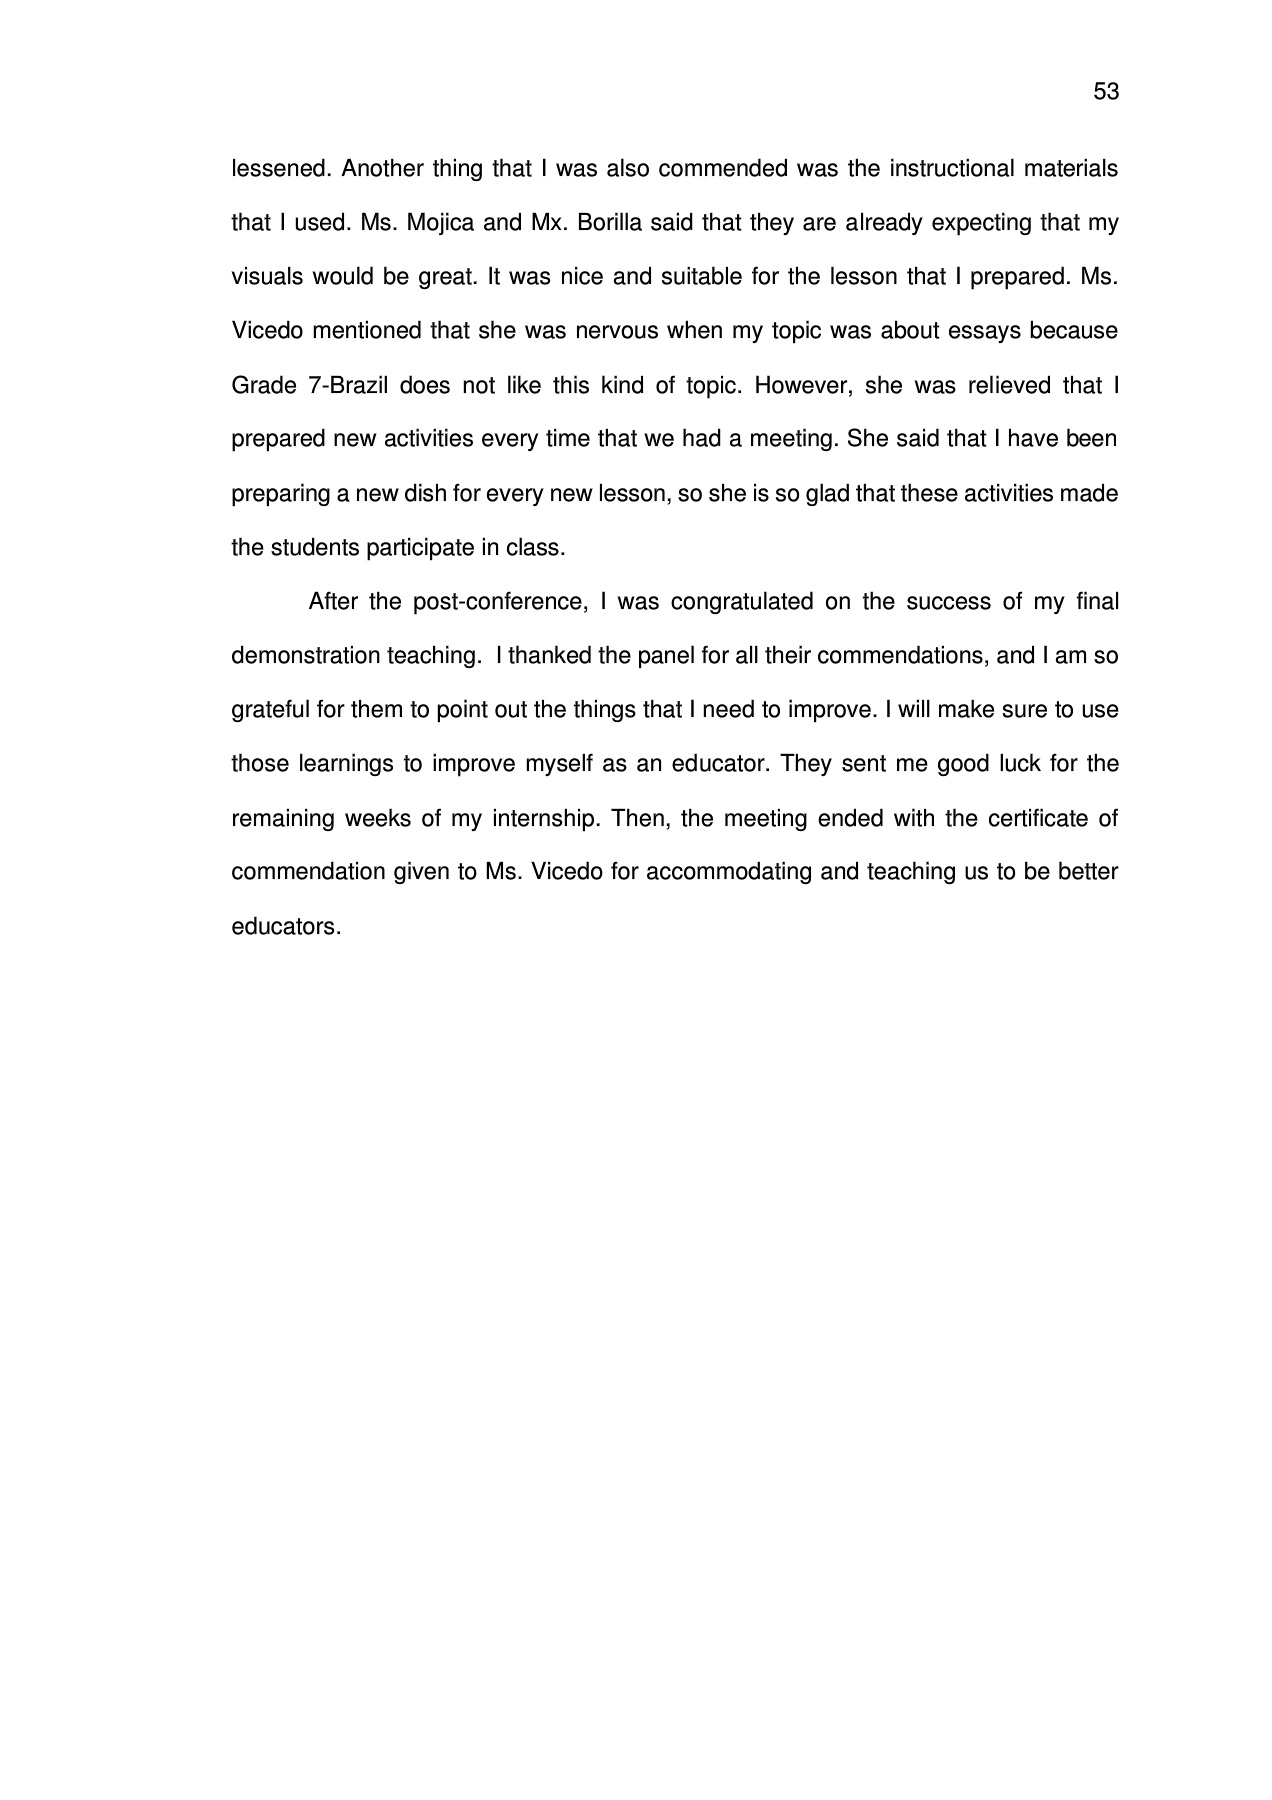 53
lessened. Another thing that I was also commended was the instructional materials
that I used. Ms. Mojica and Mx. Borilla said that they are already expecting that my
visuals would be great. It was nice and suitable for the lesson that I prepared. Ms.
Vicedo mentioned that she was nervous when my topic was about essays because
Grade 7-Brazil does not like this kind of topic. However, she was relieved that I
prepared new activities every time that we had a meeting. She said that I have been
preparing a new dish for every new lesson, so she is so glad that these activities made
the students participate in class.
After the post-conference, I was congratulated on the success of my final
demonstration teaching.  I thanked the panel for all their commendations, and I am so
grateful for them to point out the things that I need to improve. I will make sure to use
those learnings to improve myself as an educator. They sent me good luck for the
remaining weeks of my internship. Then, the meeting ended with the certificate of
commendation given to Ms. Vicedo for accommodating and teaching us to be better
educators.